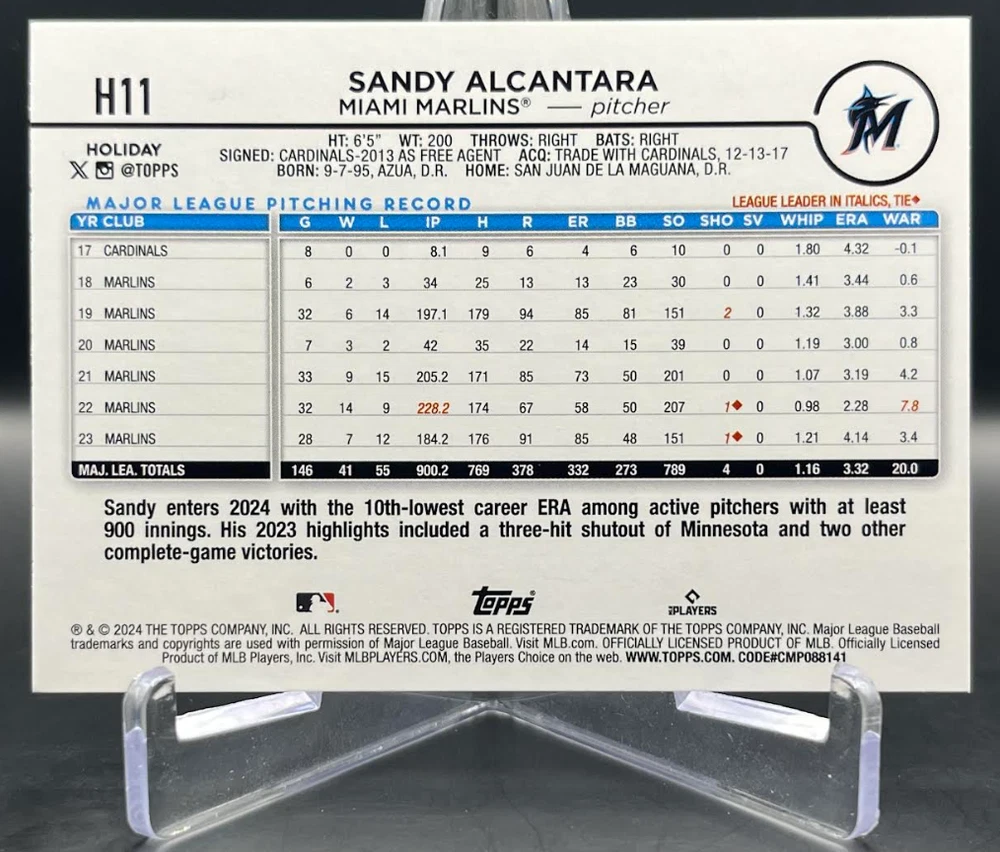 H11
SANDY ALCANTARA
MIAMI MARLINS® — pitcher
M
HOLIDAY
@TOPPS
HT: 6'5" WT: 200 THROWS: RIGHT BATS: RIGHT
SIGNED: CARDINALS-2013 AS FREE AGENT ACQ: TRADE WITH CARDINALS, 12-13-17
BORN: 9-7-95, AZUA, D.R. HOME: SAN JUAN DE LA MAGUANA, D.R.
MAJOR LEAGUE PITCHING RECORD LEAGUE LEADER IN ITALICS, TIE◆
YR CLUB G W L IP H R ER BB SO SHO SV WHIP ERA WAR
17 CARDINALS 8 0 0 8.1 9 6 4 6 10 0 0 1.80 4.32 -0.1
18 MARLINS 6 2 3 34 25 13 13 23 30 0 0 1.41 3.44 0.6
19 MARLINS 32 6 14 197.1 179 94 85 81 151 2 0 1.32 3.88 3.3
20 MARLINS 7 3 2 42 35 22 14 15 39 0 0 1.19 3.00 0.8
21 MARLINS 33 9 15 205.2 171 85 73 50 201 0 0 1.07 3.19 4.2
22 MARLINS 32 14 9 228.2 174 67 58 50 207 1◆ 0 0.98 2.28 7.8
23 MARLINS 28 7 12 184.2 176 91 85 48 151 1◆ 0 1.21 4.14 3.4
MAJ. LEA. TOTALS 146 41 55 900.2 769 378 332 273 789 4 0 1.16 3.32 20.0
Sandy enters 2024 with the 10th-lowest career ERA among active pitchers with at least
900 innings. His 2023 highlights included a three-hit shutout of Minnesota and two other
complete-game victories.
topps®
MLBPLAYERS
® & © 2024 THE TOPPS COMPANY, INC. ALL RIGHTS RESERVED. TOPPS IS A REGISTERED TRADEMARK OF THE TOPPS COMPANY, INC. Major League Baseball
trademarks and copyrights are used with permission of Major League Baseball. Visit MLB.com. OFFICIALLY LICENSED PRODUCT OF MLB. Officially Licensed
Product of MLB Players, Inc. Visit MLBPLAYERS.COM, the Players Choice on the web. WWW.TOPPS.COM. CODE#CMP088141